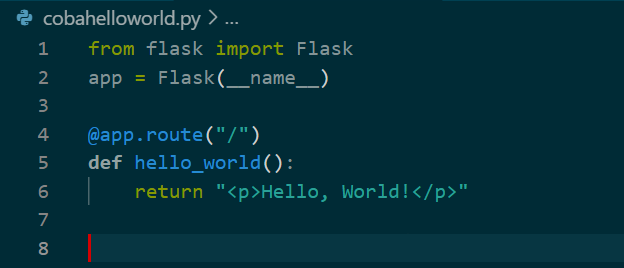 cobahelloworld.py > ...
1 from flask import Flask
2 app = Flask(__name__)
3
4 @app.route("/")
5 def hello_world():
6     return "<p>Hello, World!</p>"
7
8